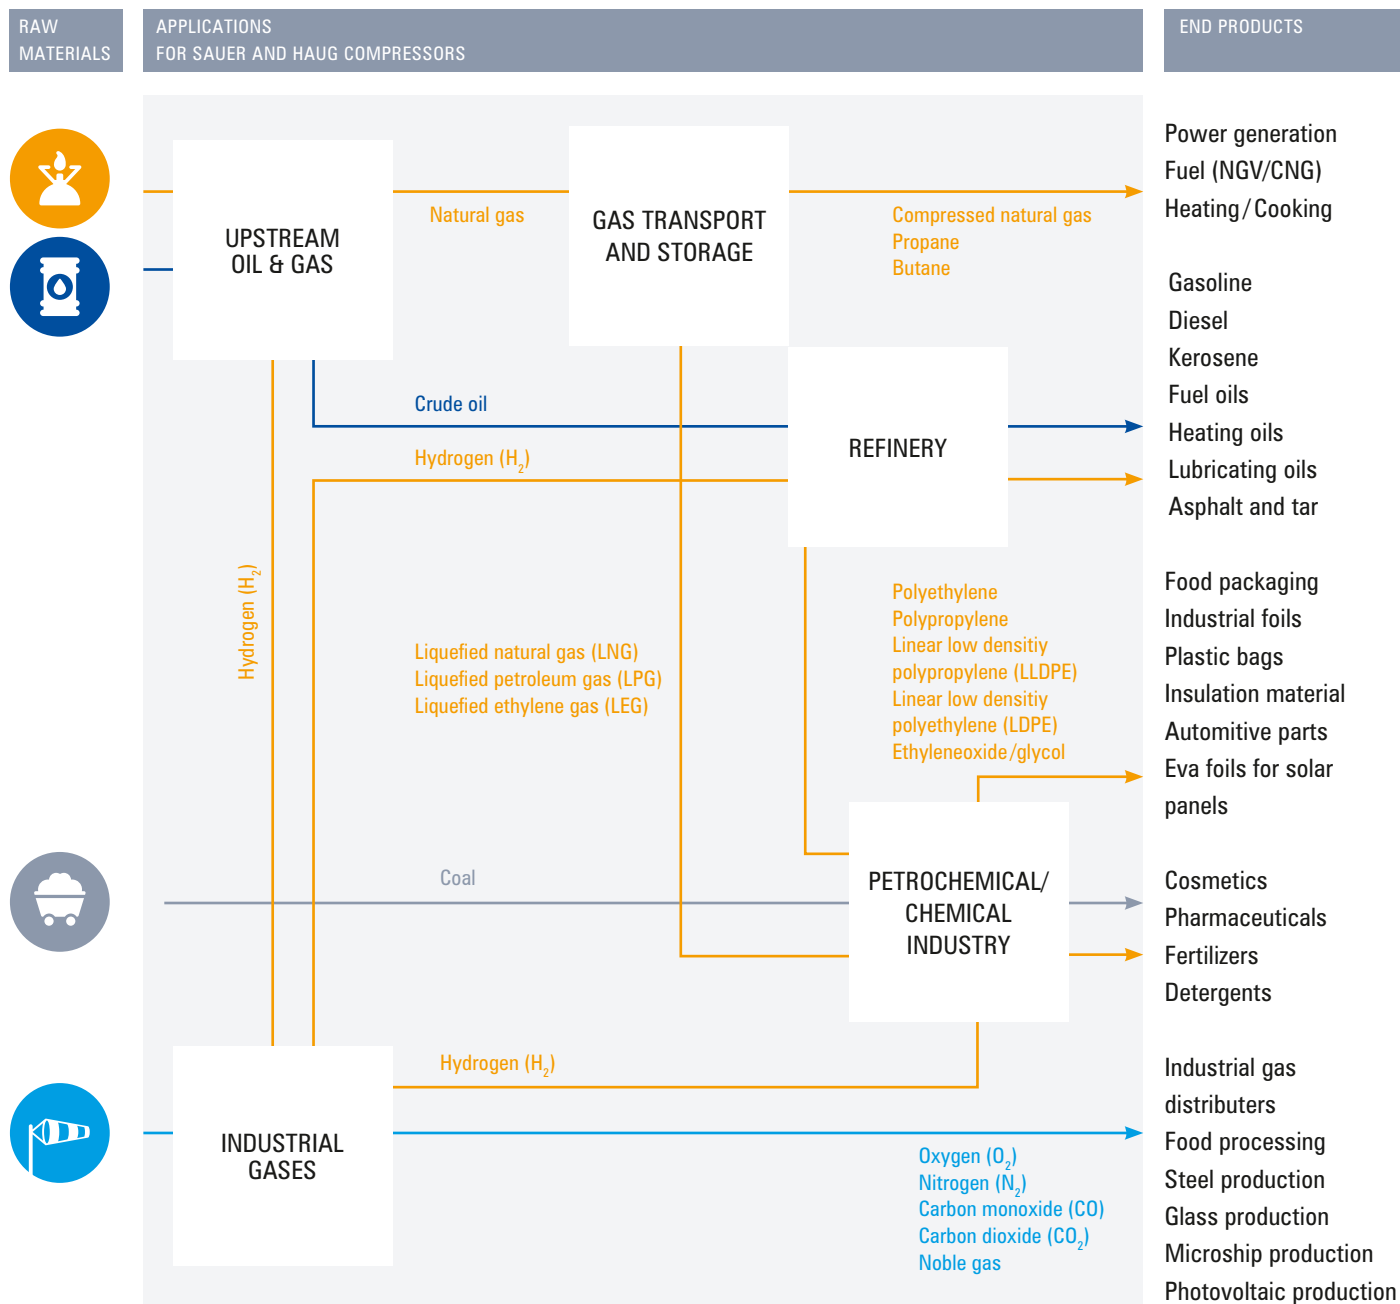 RAW
MATERIALS
APPLICATIONS
FOR SAUER AND HAUG COMPRESSORS
END PRODUCTS
UPSTREAM
OIL & GAS
Natural gas
GAS TRANSPORT
AND STORAGE
Compressed natural gas
Propane
Butane
Power generation
Fuel (NGV/CNG)
Heating/Cooking
Crude oil
Hydrogen (H₂)
REFINERY
Gasoline
Diesel
Kerosene
Fuel oils
Heating oils
Lubricating oils
Asphalt and tar
Hydrogen (H₂)
Liquefied natural gas (LNG)
Liquefied petroleum gas (LPG)
Liquefied ethylene gas (LEG)
Polyethylene
Polypropylene
Linear low densitiy
polypropylene (LLDPE)
Linear low densitiy
polyethylene (LDPE)
Ethyleneoxide/glycol
Food packaging
Industrial foils
Plastic bags
Insulation material
Automitive parts
Eva foils for solar
panels
Coal
PETROCHEMICAL/
CHEMICAL
INDUSTRY
Cosmetics
Pharmaceuticals
Fertilizers
Detergents
Hydrogen (H₂)
INDUSTRIAL
GASES
Oxygen (O₂)
Nitrogen (N₂)
Carbon monoxide (CO)
Carbon dioxide (CO₂)
Noble gas
Industrial gas
distributers
Food processing
Steel production
Glass production
Microship production
Photovoltaic production